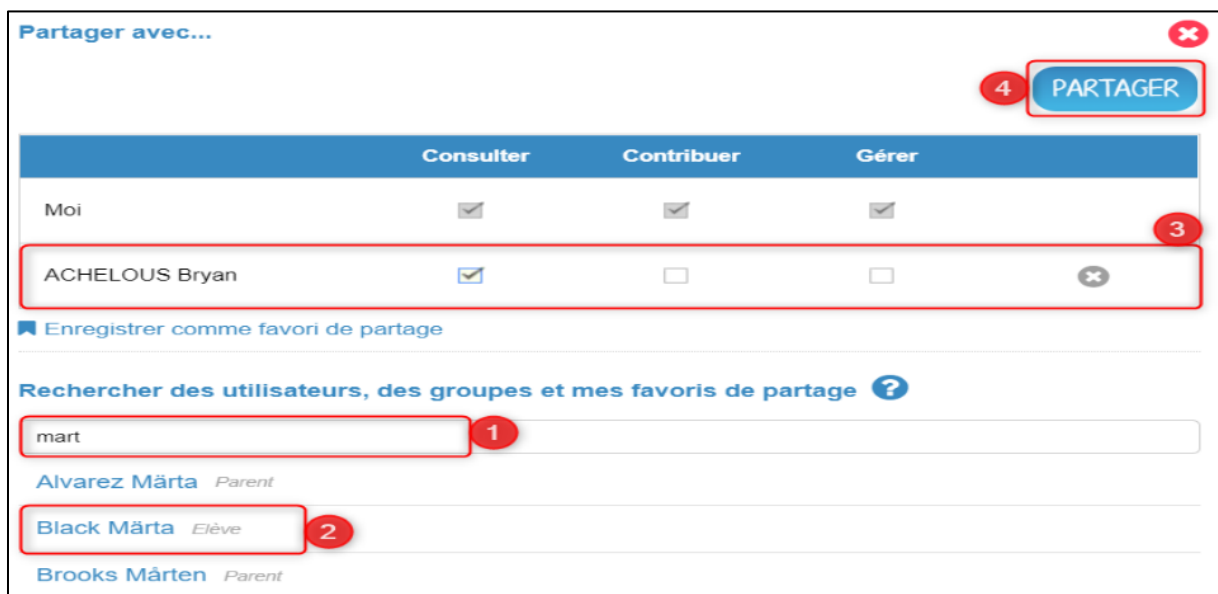 Partager avec...
4 PARTAGER
Consulter Contribuer Gérer
Moi
3
ACHELOUS Bryan
Enregistrer comme favori de partage
Rechercher des utilisateurs, des groupes et mes favoris de partage ?
mart 1
Alvarez Märta Parent
Black Märta Elève 2
Brooks Mårten Parent